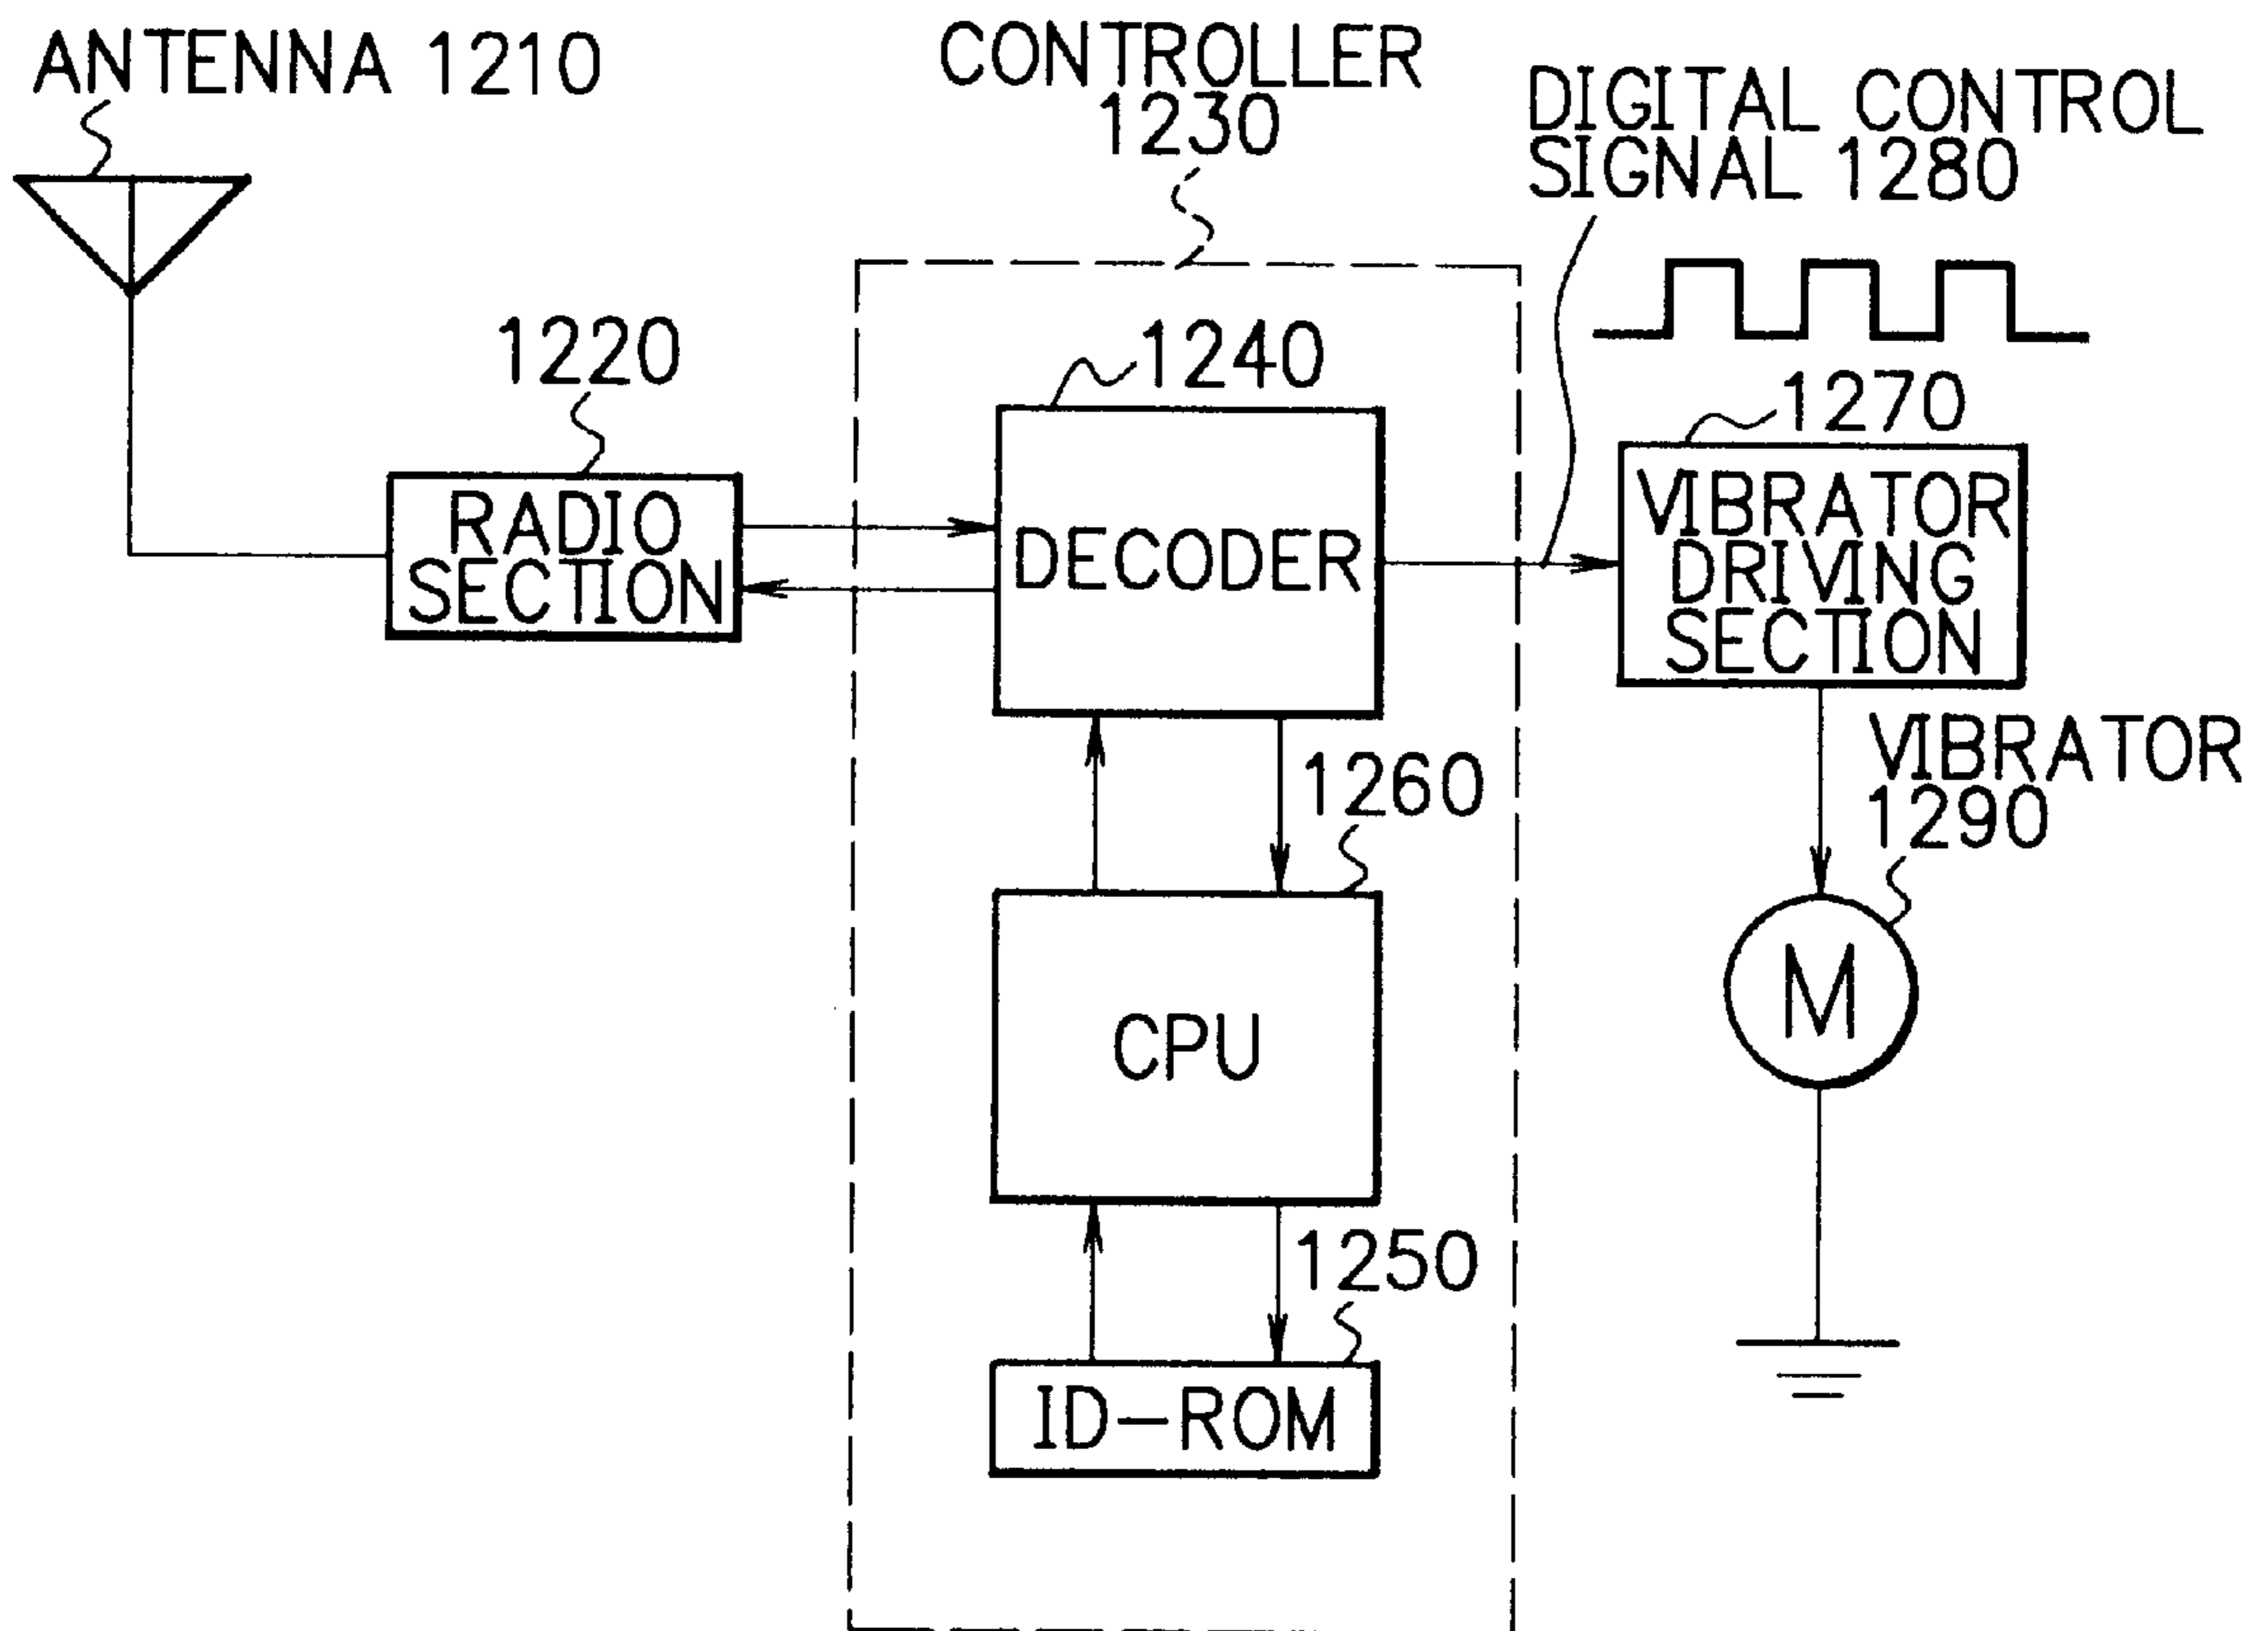 ANTENNA 1210
CONTROLLER
1230
DIGITAL CONTROL
SIGNAL 1280
1220
RADIO
SECTION
1240
DECODER
1270
VIBRATOR
DRIVING
SECTION
1260
VIBRATOR
1290
CPU
M
1250
ID-ROM